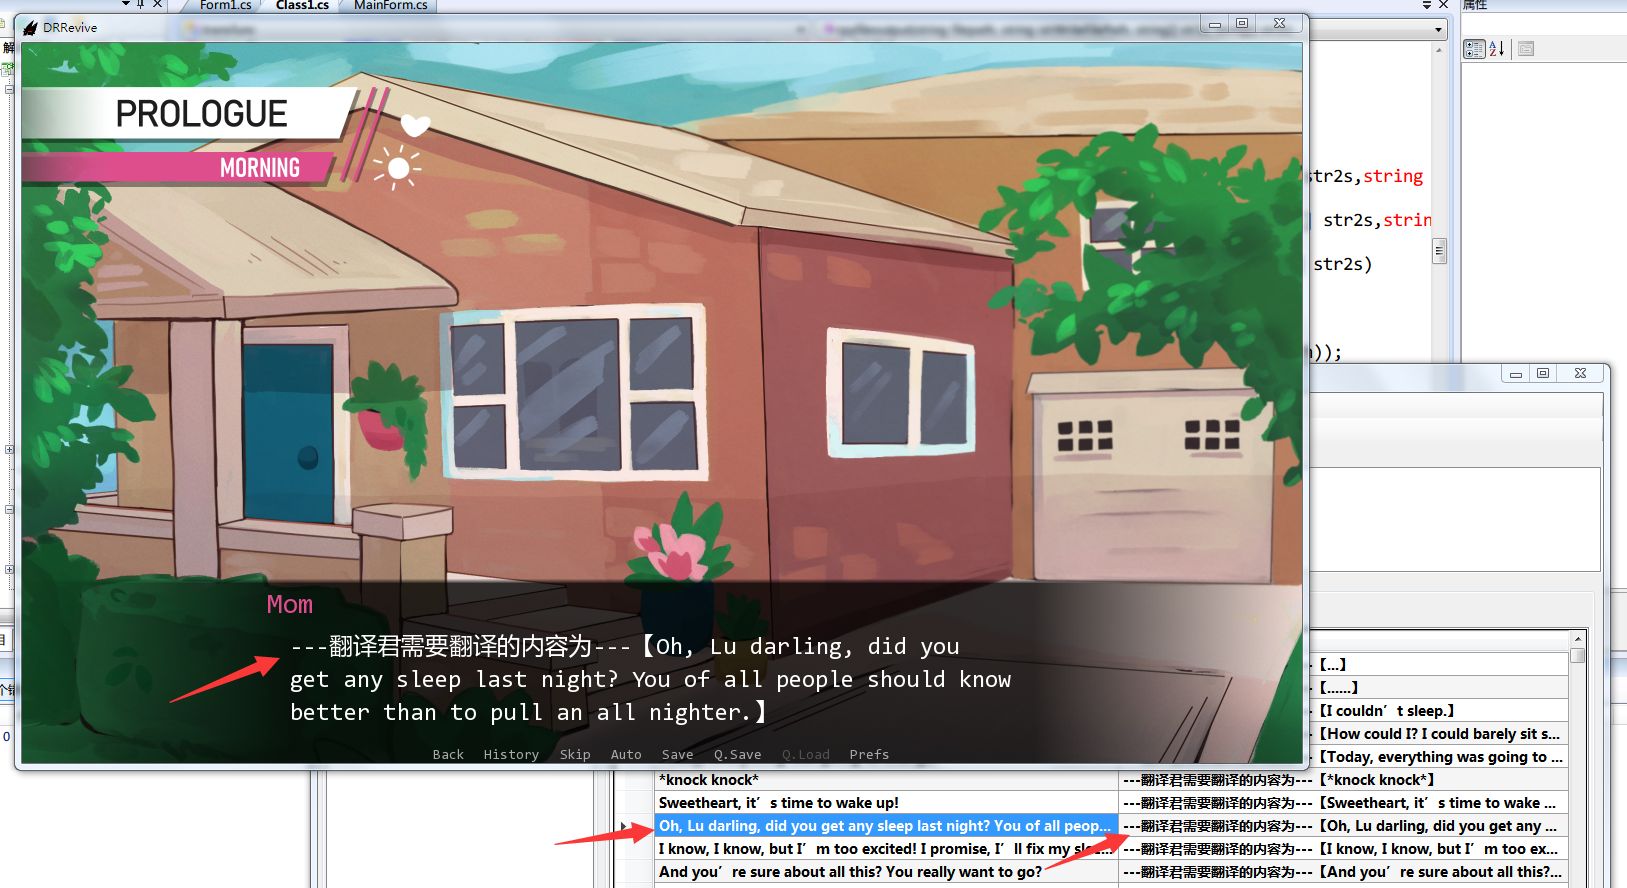 Form1.cs
Class1.cs
MainForm.cs
属性
DRRevive
PROLOGUE
MORNING
str2s,string
str2s,strin
str2s)
));
Mom
---翻译君需要翻译的内容为---【Oh, Lu darling, did you
get any sleep last night? You of all people should know
better than to pull an all nighter.】
Back History Skip Auto Save Q.Save Q.Load Prefs
【...】
【......】
【I couldn't sleep.】
【How could I? I could barely sit s...
【Today, everything was going to ...
*knock knock* ---翻译君需要翻译的内容为---【*knock knock*】
Sweetheart, it's time to wake up! ---翻译君需要翻译的内容为---【Sweetheart, it's time to wake ...
Oh, Lu darling, did you get any sleep last night? You of all peop... ---翻译君需要翻译的内容为---【Oh, Lu darling, did you get any ...
I know, I know, but I'm too excited! I promise, I'll fix my slee... ---翻译君需要翻译的内容为---【I know, I know, but I'm too ex...
And you're sure about all this? You really want to go? ---翻译君需要翻译的内容为---【And you're sure about all this?...